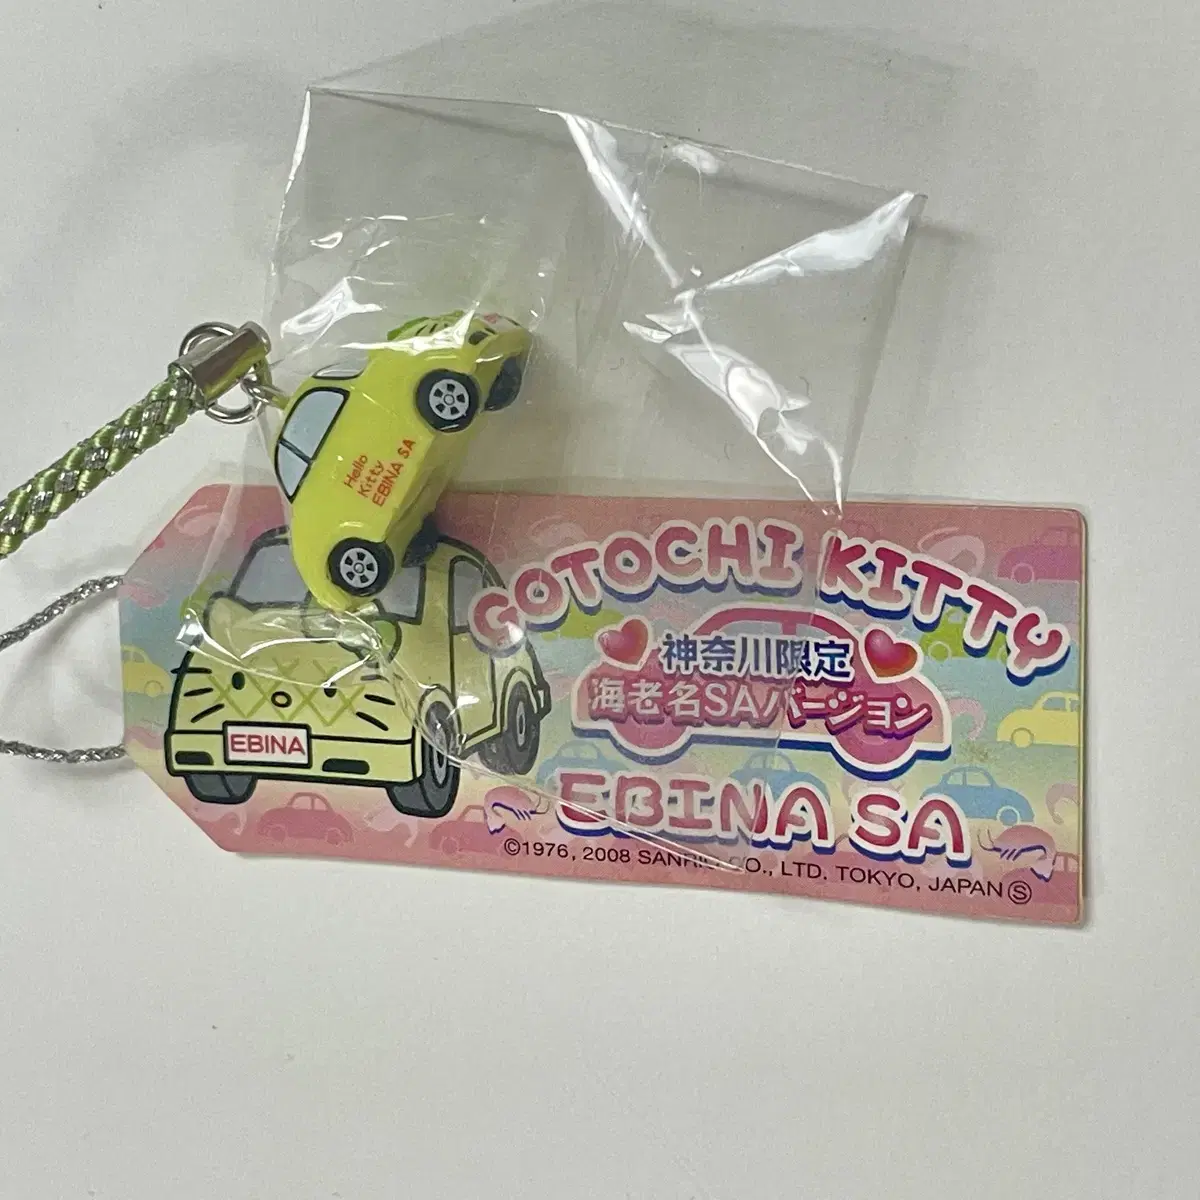 Hello
Kitty
EBINA SA
GOTOCHI KITTY
神奈川限定
海老名SAバージョン
EBINA
EBINA SA
©1976, 2008 SANRIO CO., LTD. TOKYO, JAPAN Ⓢ